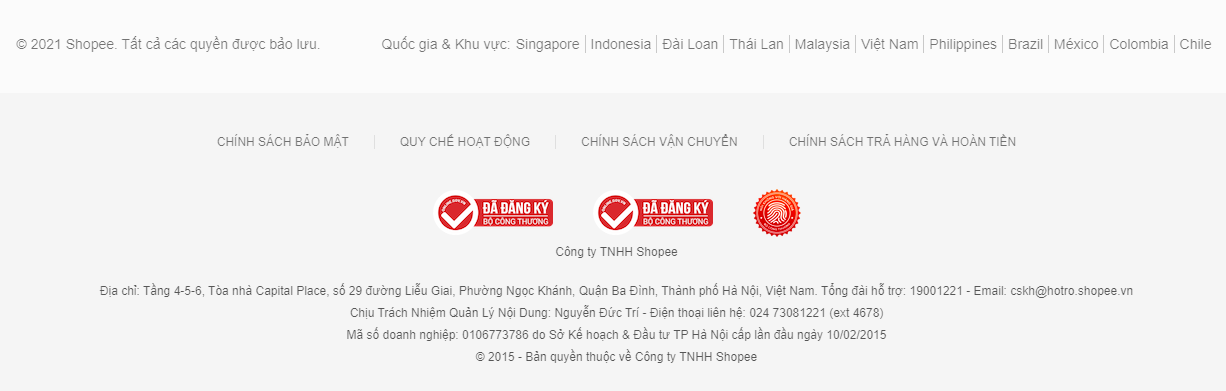 © 2021 Shopee. Tất cả các quyền được bảo lưu.
Quốc gia & Khu vực: Singapore Indonesia Đài Loan Thái Lan Malaysia Việt Nam Philippines Brazil México Colombia Chile
CHÍNH SÁCH BẢO MẬT
QUY CHẾ HOẠT ĐỘNG
CHÍNH SÁCH VẬN CHUYỂN
CHÍNH SÁCH TRẢ HÀNG VÀ HOÀN TIỀN
ĐÃ ĐĂNG KÝ
BỘ CÔNG THƯƠNG
ĐÃ ĐĂNG KÝ
BỘ CÔNG THƯƠNG
Công ty TNHH Shopee
Địa chỉ: Tầng 4-5-6, Tòa nhà Capital Place, số 29 đường Liễu Giai, Phường Ngọc Khánh, Quận Ba Đình, Thành phố Hà Nội, Việt Nam. Tổng đài hỗ trợ: 19001221 - Email: cskh@hotro.shopee.vn
Chịu Trách Nhiệm Quản Lý Nội Dung: Nguyễn Đức Trí - Điện thoại liên hệ: 024 73081221 (ext 4678)
Mã số doanh nghiệp: 0106773786 do Sở Kế hoạch & Đầu tư TP Hà Nội cấp lần đầu ngày 10/02/2015
© 2015 - Bản quyền thuộc về Công ty TNHH Shopee